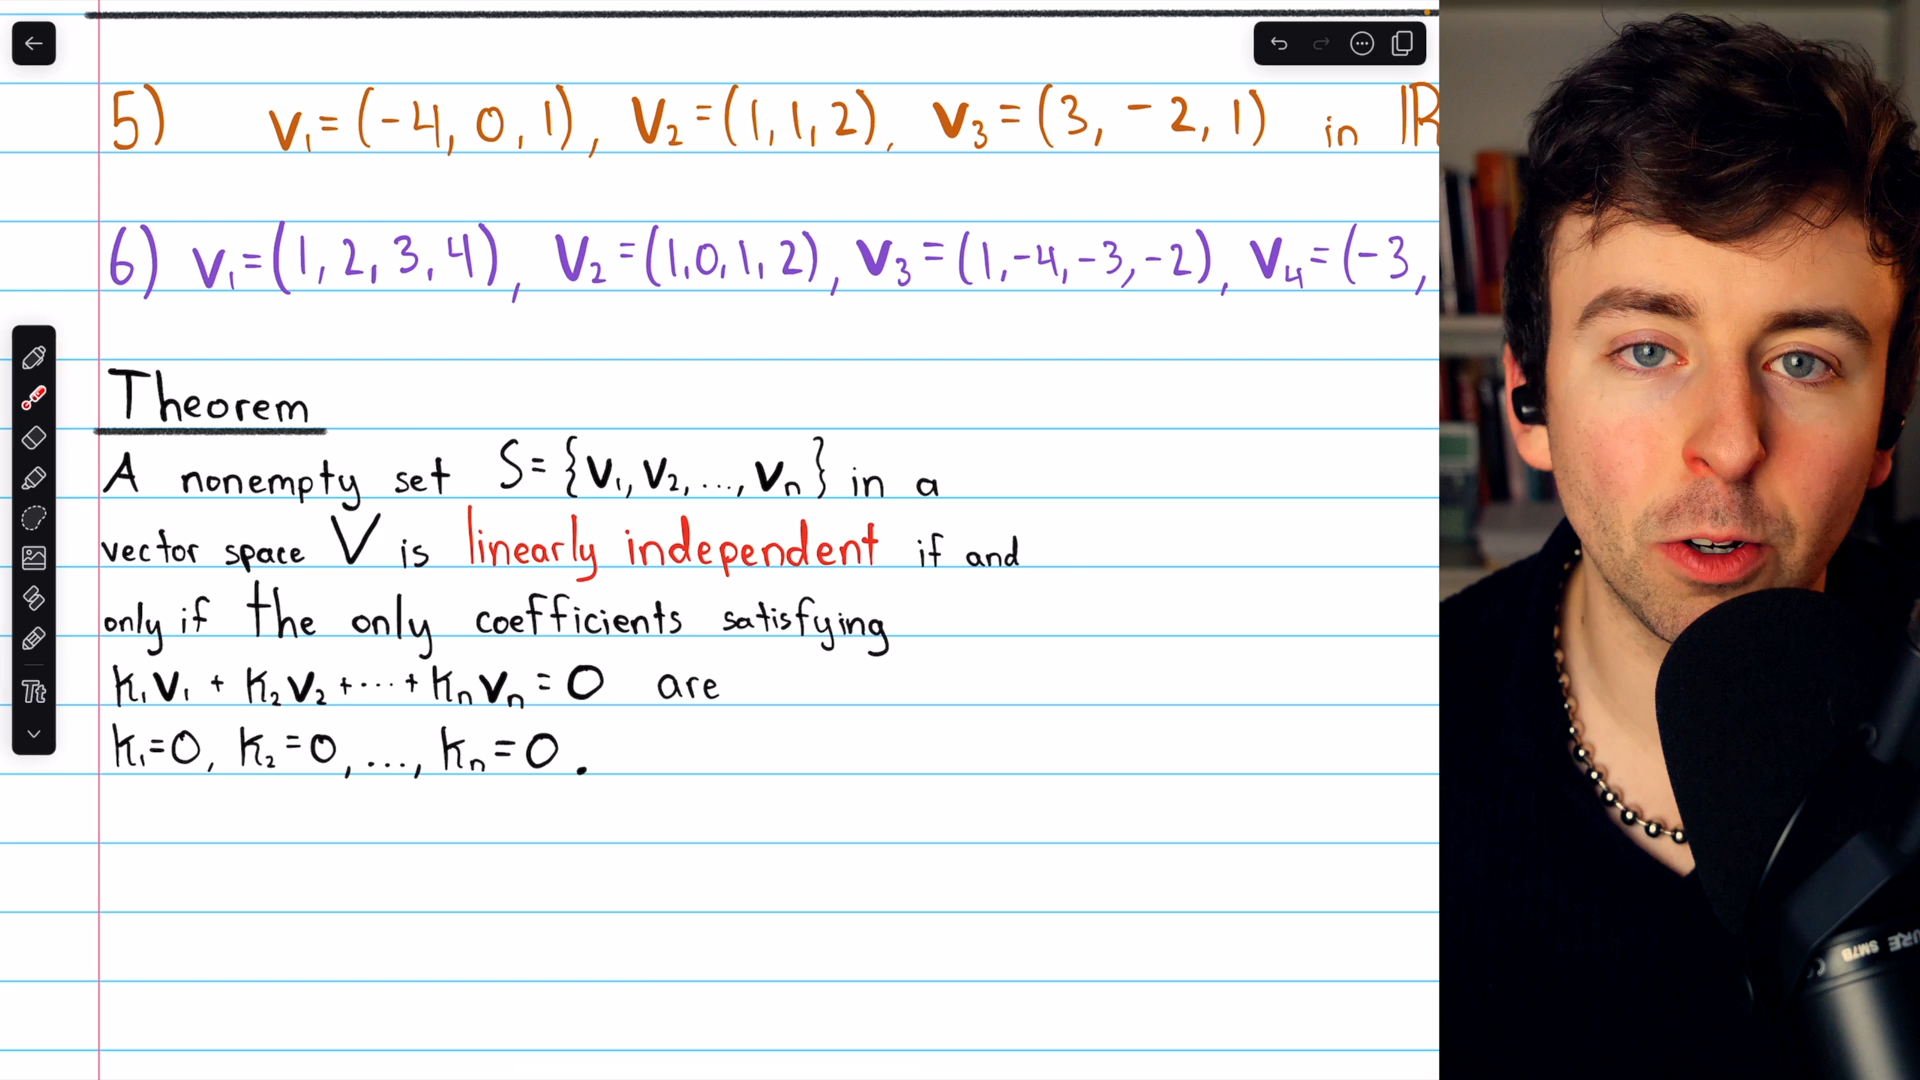 5) v₁=(-4, 0, 1), v₂=(1, 1, 2), v₃=(3, -2, 1) in ℝ
6) v₁=(1, 2, 3, 4), v₂=(1, 0, 1, 2), v₃=(1, -4, -3, -2), v₄=(-3,
Theorem
A nonempty set S={v₁, v₂, ..., vₙ} in a
vector space V is linearly independent if and
only if the only coefficients satisfying
k₁v₁ + k₂v₂ + ··· + kₙvₙ = 0 are
k₁=0, k₂=0, ..., kₙ=0.
Tt
SM7B